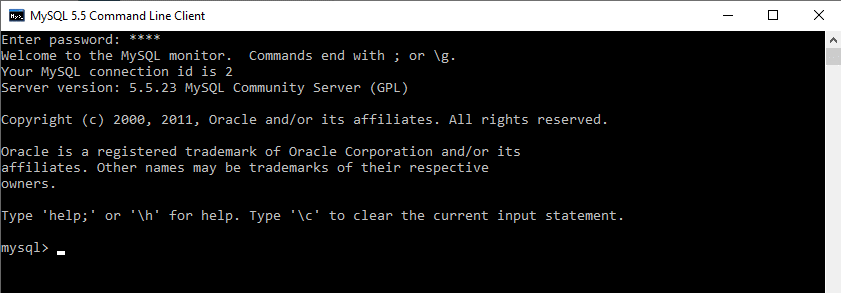 MySQL 5.5 Command Line Client
Enter password: ****
Welcome to the MySQL monitor.  Commands end with ; or \g.
Your MySQL connection id is 2
Server version: 5.5.23 MySQL Community Server (GPL)
Copyright (c) 2000, 2011, Oracle and/or its affiliates. All rights reserved.
Oracle is a registered trademark of Oracle Corporation and/or its
affiliates. Other names may be trademarks of their respective
owners.
Type 'help;' or '\h' for help. Type '\c' to clear the current input statement.
mysql>